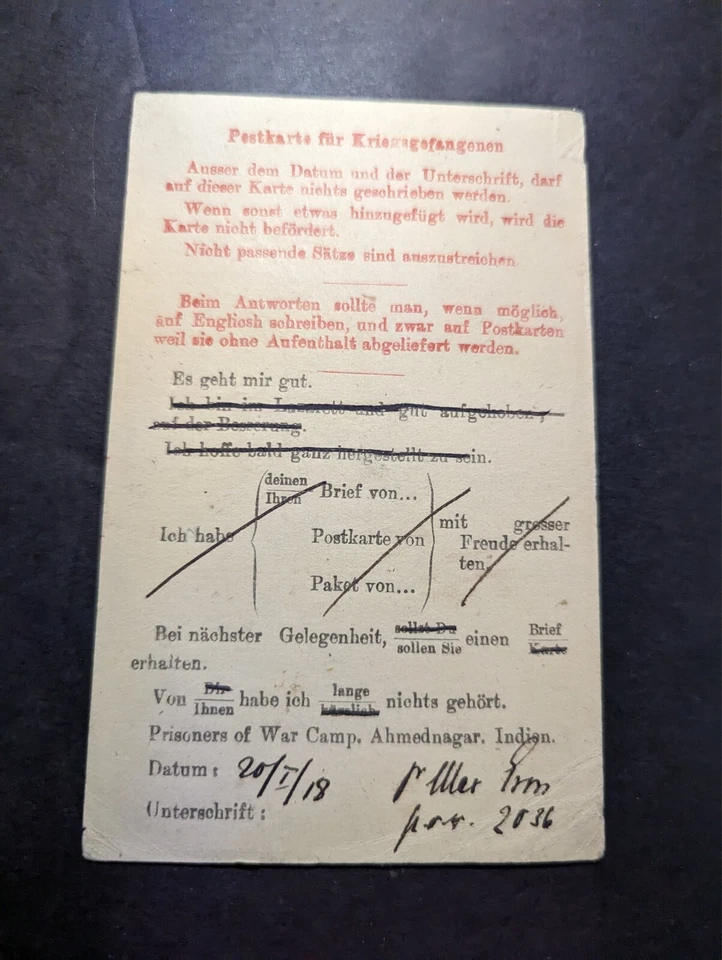 Postkarte für Kriegsgefangenen
Ausser dem Datum und der Unterschrift, darf
auf dieser Karte nichts geschrieben werden.
Wenn sonst etwas hinzugefügt wird, wird die
Karte nicht befördert.
Nicht passende Sätze sind auszustreichen
Beim Antworten sollte man, wenn möglich,
auf Engliosh schreiben, und zwar auf Postkarten
weil sie ohne Aufenthalt abgeliefert werden.
Es geht mir gut.
Ich bin im Lazarett und gut aufgehoben,
auf der Besserung.
Ich hoffe bald ganz hergestellt zu sein.
deinen
Ihren
Brief von...
Ich habe
Postkarte von
mit grosser
Freude erhal-
ten,
Paket von...
Bei nächster Gelegenheit, sollst Du
sollen Sie
einen Brief
Karte
erhalten.
Von Dir
Ihnen
habe ich lange
kürzlich
nichts gehört.
Prisoners of War Camp, Ahmednagar. Indien.
Datum: 20/I/18
Unterschrift: p.o.w. 2036